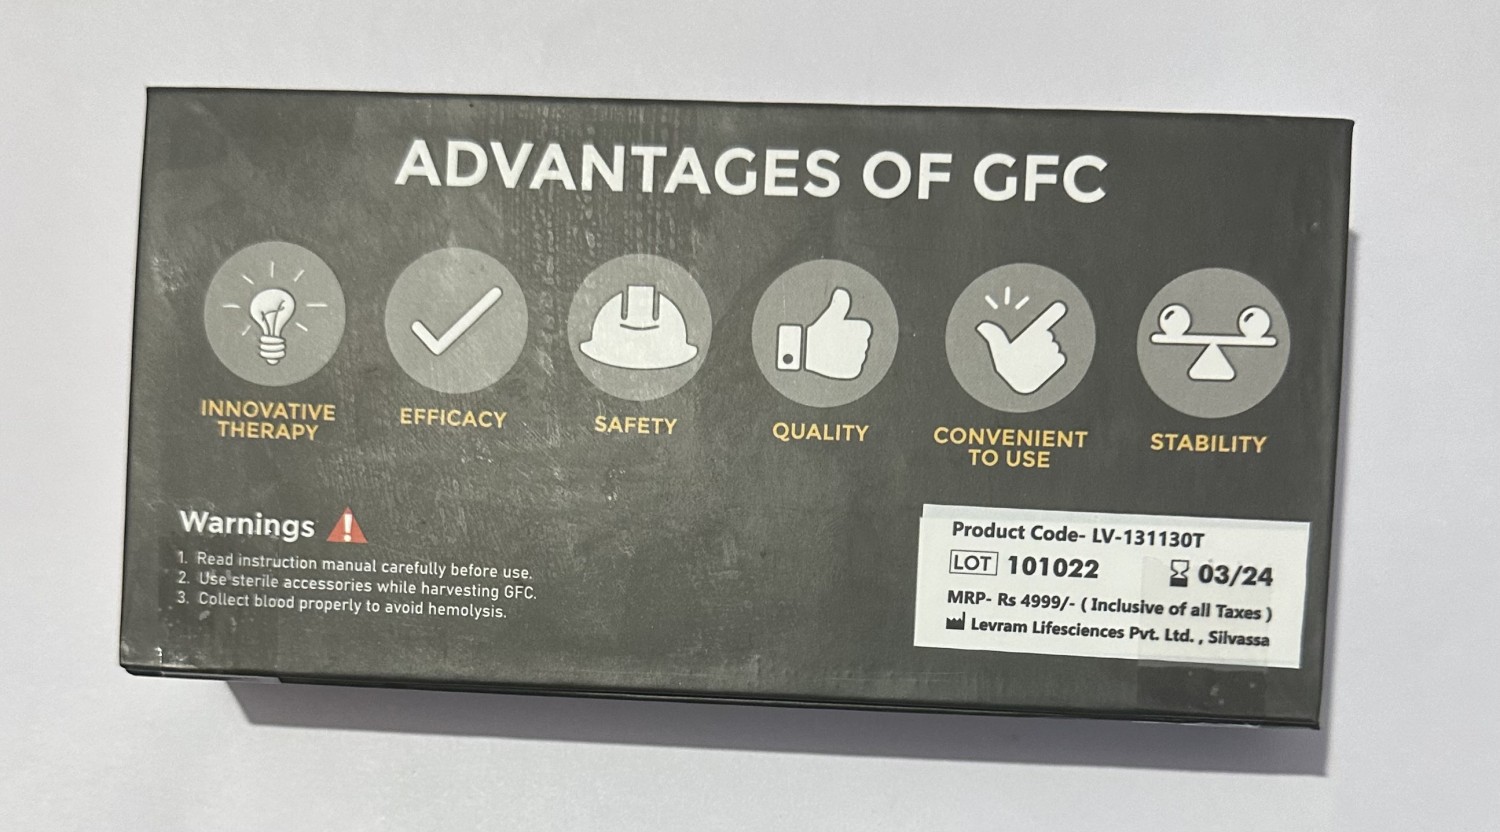 ADVANTAGES OF GFC
INNOVATIVE
THERAPY
EFFICACY
SAFETY
QUALITY
CONVENIENT
TO USE
STABILITY
Warnings
1. Read instruction manual carefully before use.
2. Use sterile accessories while harvesting GFC.
3. Collect blood properly to avoid hemolysis.
Product Code- LV-131130T
LOT 101022 03/24
MRP- Rs 4999/- ( Inclusive of all Taxes )
Levram Lifesciences Pvt. Ltd. , Silvassa